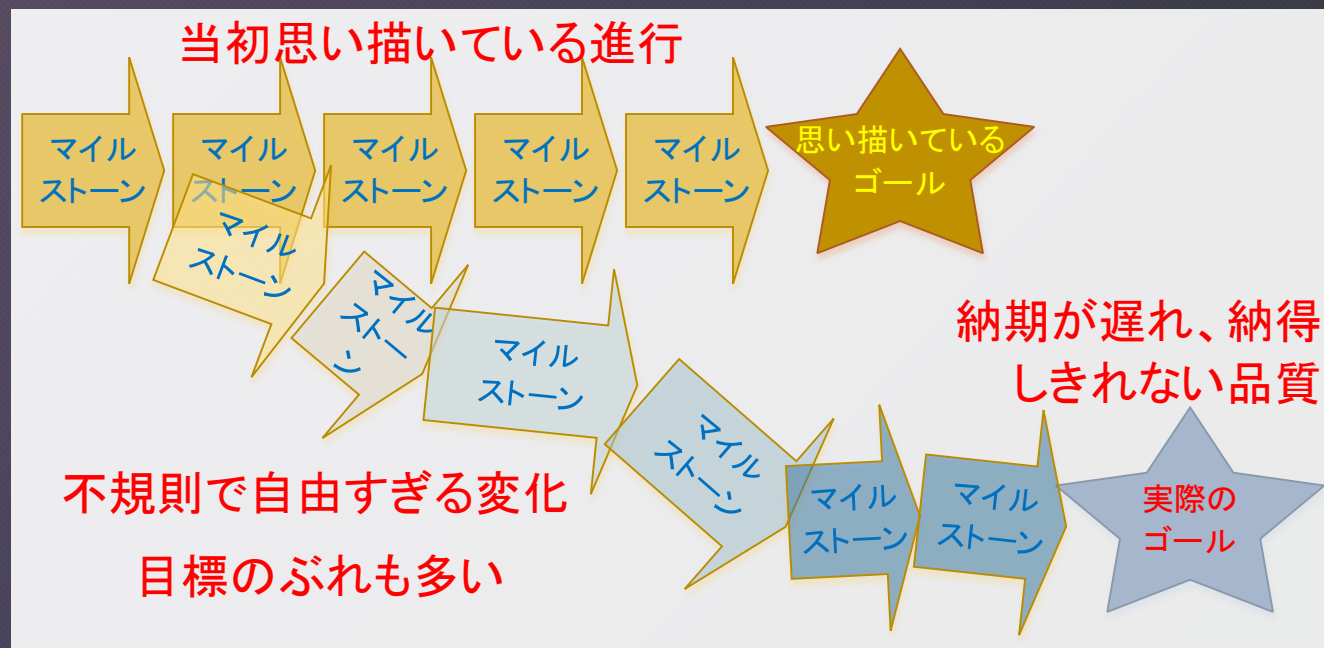 当初思い描いている進行
マイル
ストーン
マイル
ストーン
マイル
ストーン
マイル
ストーン
マイル
ストーン
思い描いている
ゴール
マイル
ストーン
マイル
ストー
ン
マイル
ストーン
マイル
ストーン
マイル
ストーン
マイル
ストーン
納期が遅れ、納得
しきれない品質
実際の
ゴール
不規則で自由すぎる変化
目標のぶれも多い